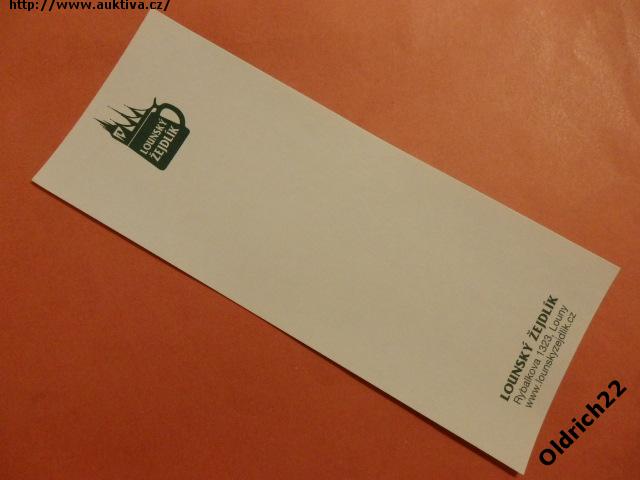 http://www.auktiva.cz/
LOUNSKÝ
ŽEJDLÍK
LOUNSKÝ ŽEJDLÍK
Rybalkova 1323, Louny
www.lounskyzejdlik.cz
Oldrich22